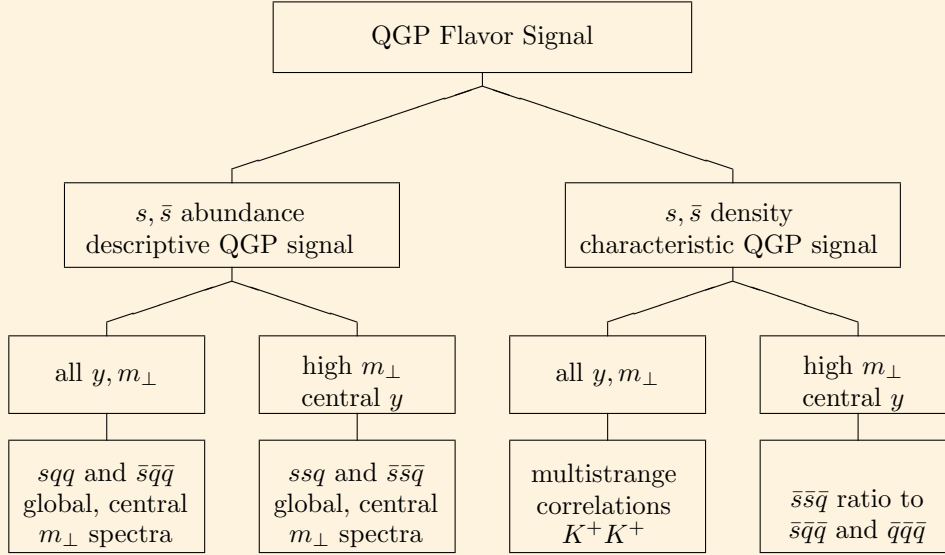 QGP Flavor Signal
s, s̄ abundance
descriptive QGP signal
s, s̄ density
characteristic QGP signal
all y, m⊥
high m⊥
central y
all y, m⊥
high m⊥
central y
sqq and s̄q̄q̄
global, central
m⊥ spectra
ssq and s̄s̄q̄
global, central
m⊥ spectra
multistrange
correlations
K⁺K⁺
s̄s̄q̄ ratio to
s̄q̄q̄ and q̄q̄q̄